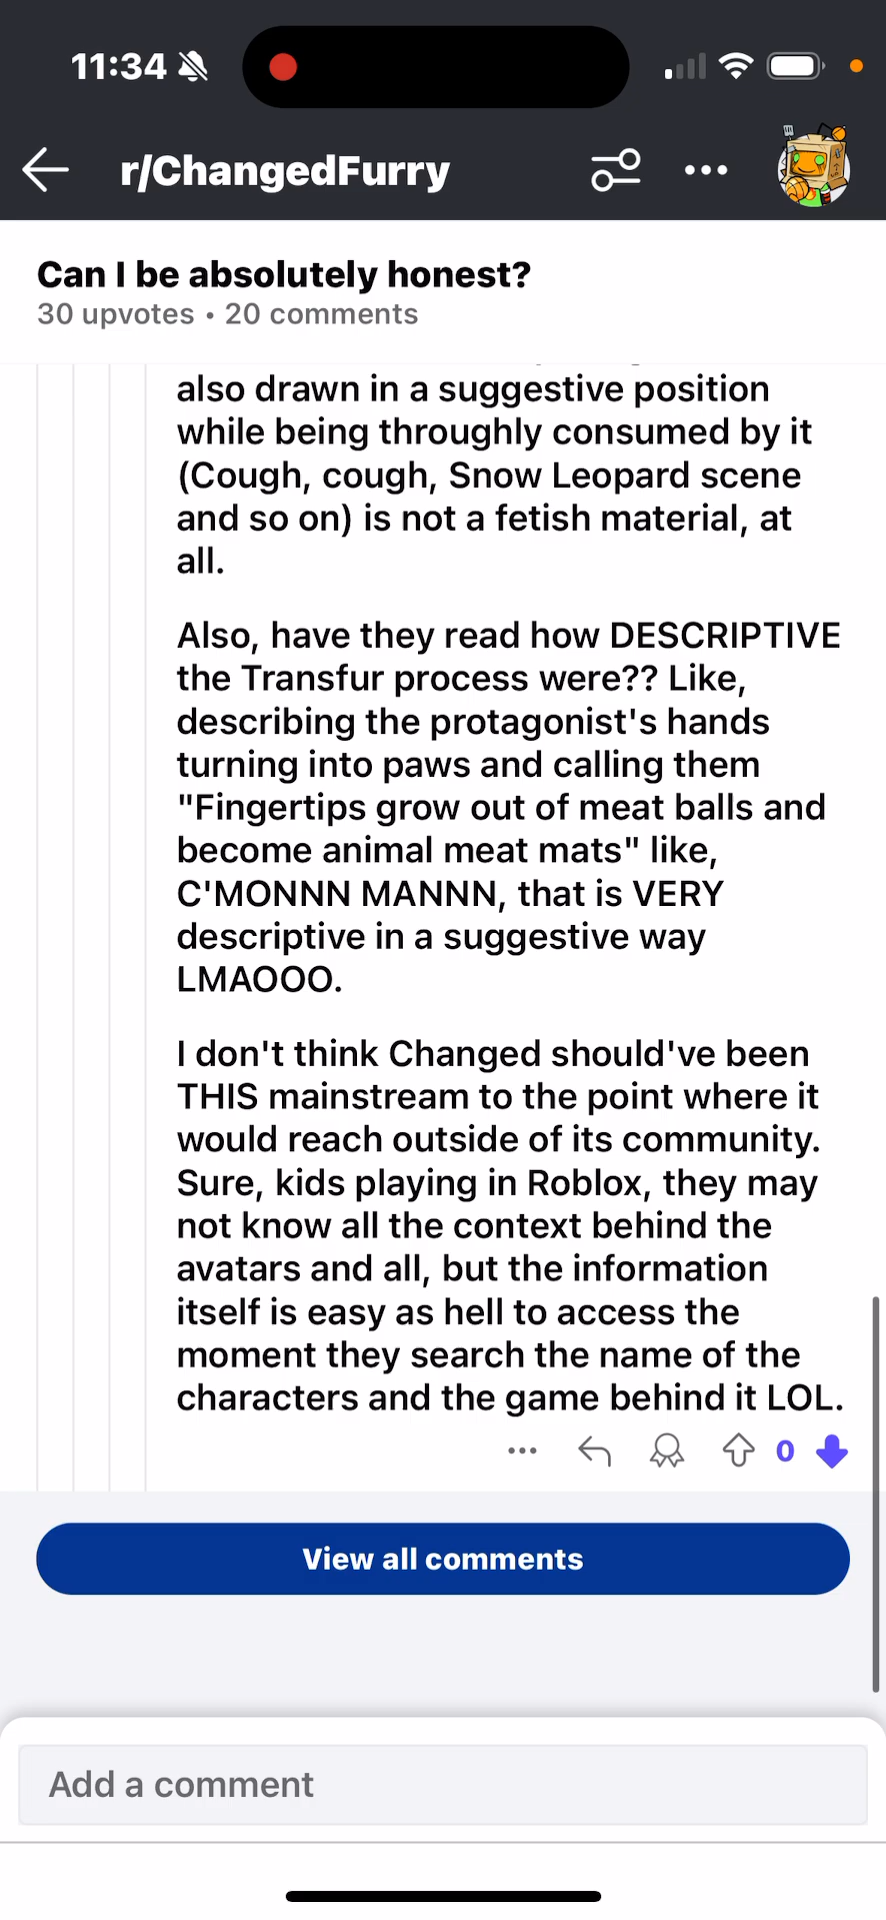 11:34
r/ChangedFurry
Can I be absolutely honest?
30 upvotes • 20 comments
also drawn in a suggestive position
while being throughly consumed by it
(Cough, cough, Snow Leopard scene
and so on) is not a fetish material, at
all.
Also, have they read how DESCRIPTIVE
the Transfur process were?? Like,
describing the protagonist's hands
turning into paws and calling them
"Fingertips grow out of meat balls and
become animal meat mats" like,
C'MONNN MANNN, that is VERY
descriptive in a suggestive way
LMAOOO.
I don't think Changed should've been
THIS mainstream to the point where it
would reach outside of its community.
Sure, kids playing in Roblox, they may
not know all the context behind the
avatars and all, but the information
itself is easy as hell to access the
moment they search the name of the
characters and the game behind it LOL.
0
View all comments
Add a comment